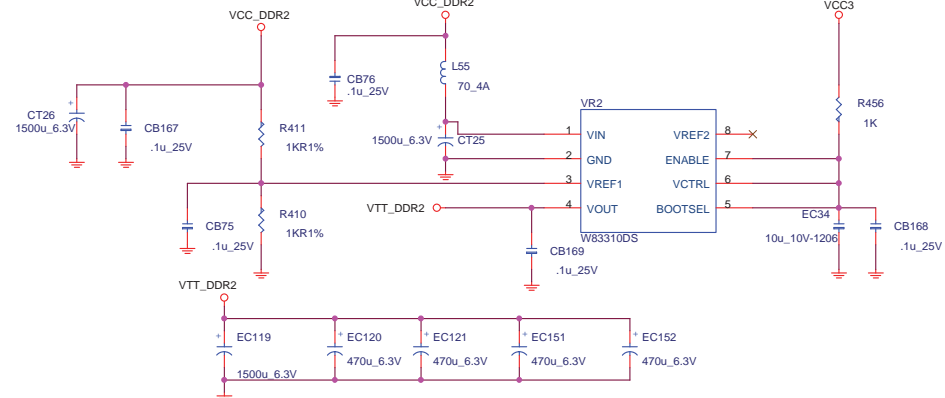 VCC_DDR2
VCC_DDR2
VCC3
CB76
.1u_25V
L55
70_4A
R456
1K
CT26
1500u_6.3V
CB167
.1u_25V
R411
1KR1%
1500u_6.3V
CT25
VR2
1
VIN
VREF2
8
2
GND
ENABLE
7
3
VREF1
VCTRL
6
4
VOUT
BOOTSEL
5
W83310DS
CB75
.1u_25V
R410
1KR1%
VTT_DDR2
CB169
.1u_25V
EC34
10u_10V-1206
CB168
.1u_25V
VTT_DDR2
+ EC119
1500u_6.3V
+ EC120
470u_6.3V
+ EC121
470u_6.3V
+ EC151
470u_6.3V
+ EC152
470u_6.3V